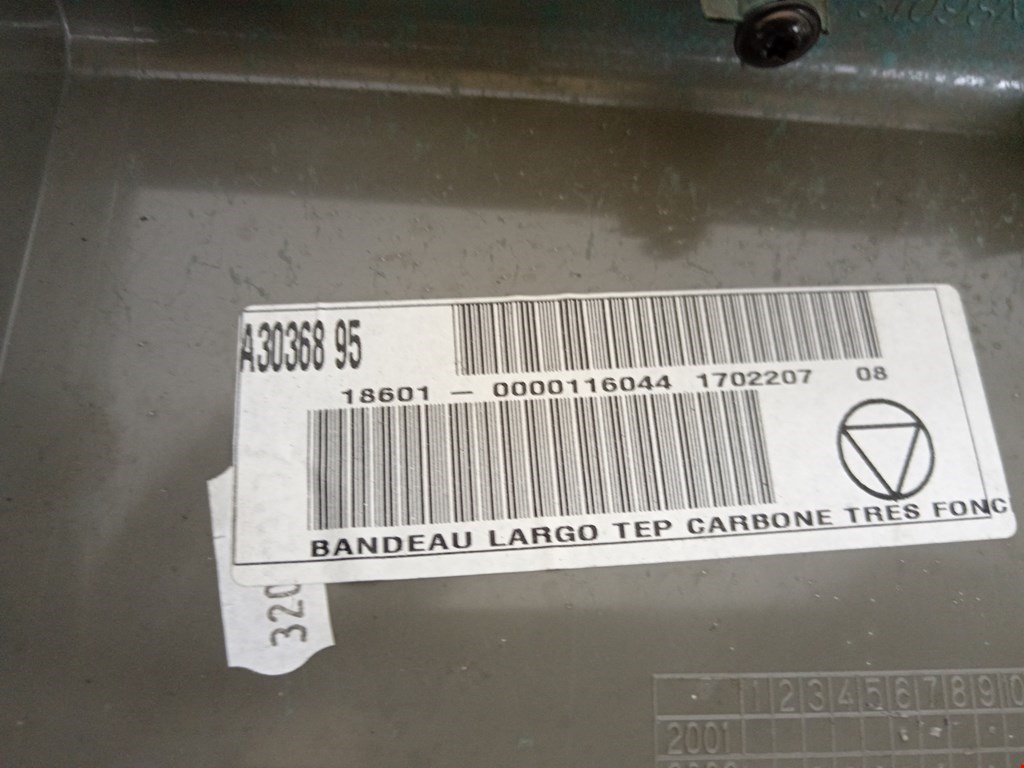 A30368 95
18601 - 0000116044 1702207 08
BANDEAU LARGO TEP CARBONE TRES FONC
320
1 2 3 4 5 6 7 8 9 10
2001